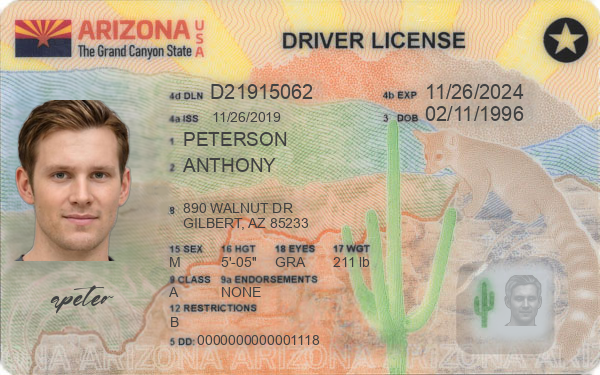 ARIZONA USA
The Grand Canyon State
DRIVER LICENSE
4d DLN D21915062
4b EXP 11/26/2024
4a ISS 11/26/2019
3 DOB 02/11/1996
1 PETERSON
2 ANTHONY
8 890 WALNUT DR
GILBERT, AZ 85233
15 SEX 16 HGT 18 EYES 17 WGT
M 5'-05" GRA 211 lb
9 CLASS 9a ENDORSEMENTS
A NONE
12 RESTRICTIONS
B
apeter
5 DD: 0000000000001118
ARIZONA ARIZONA ARIZONA ARIZONA